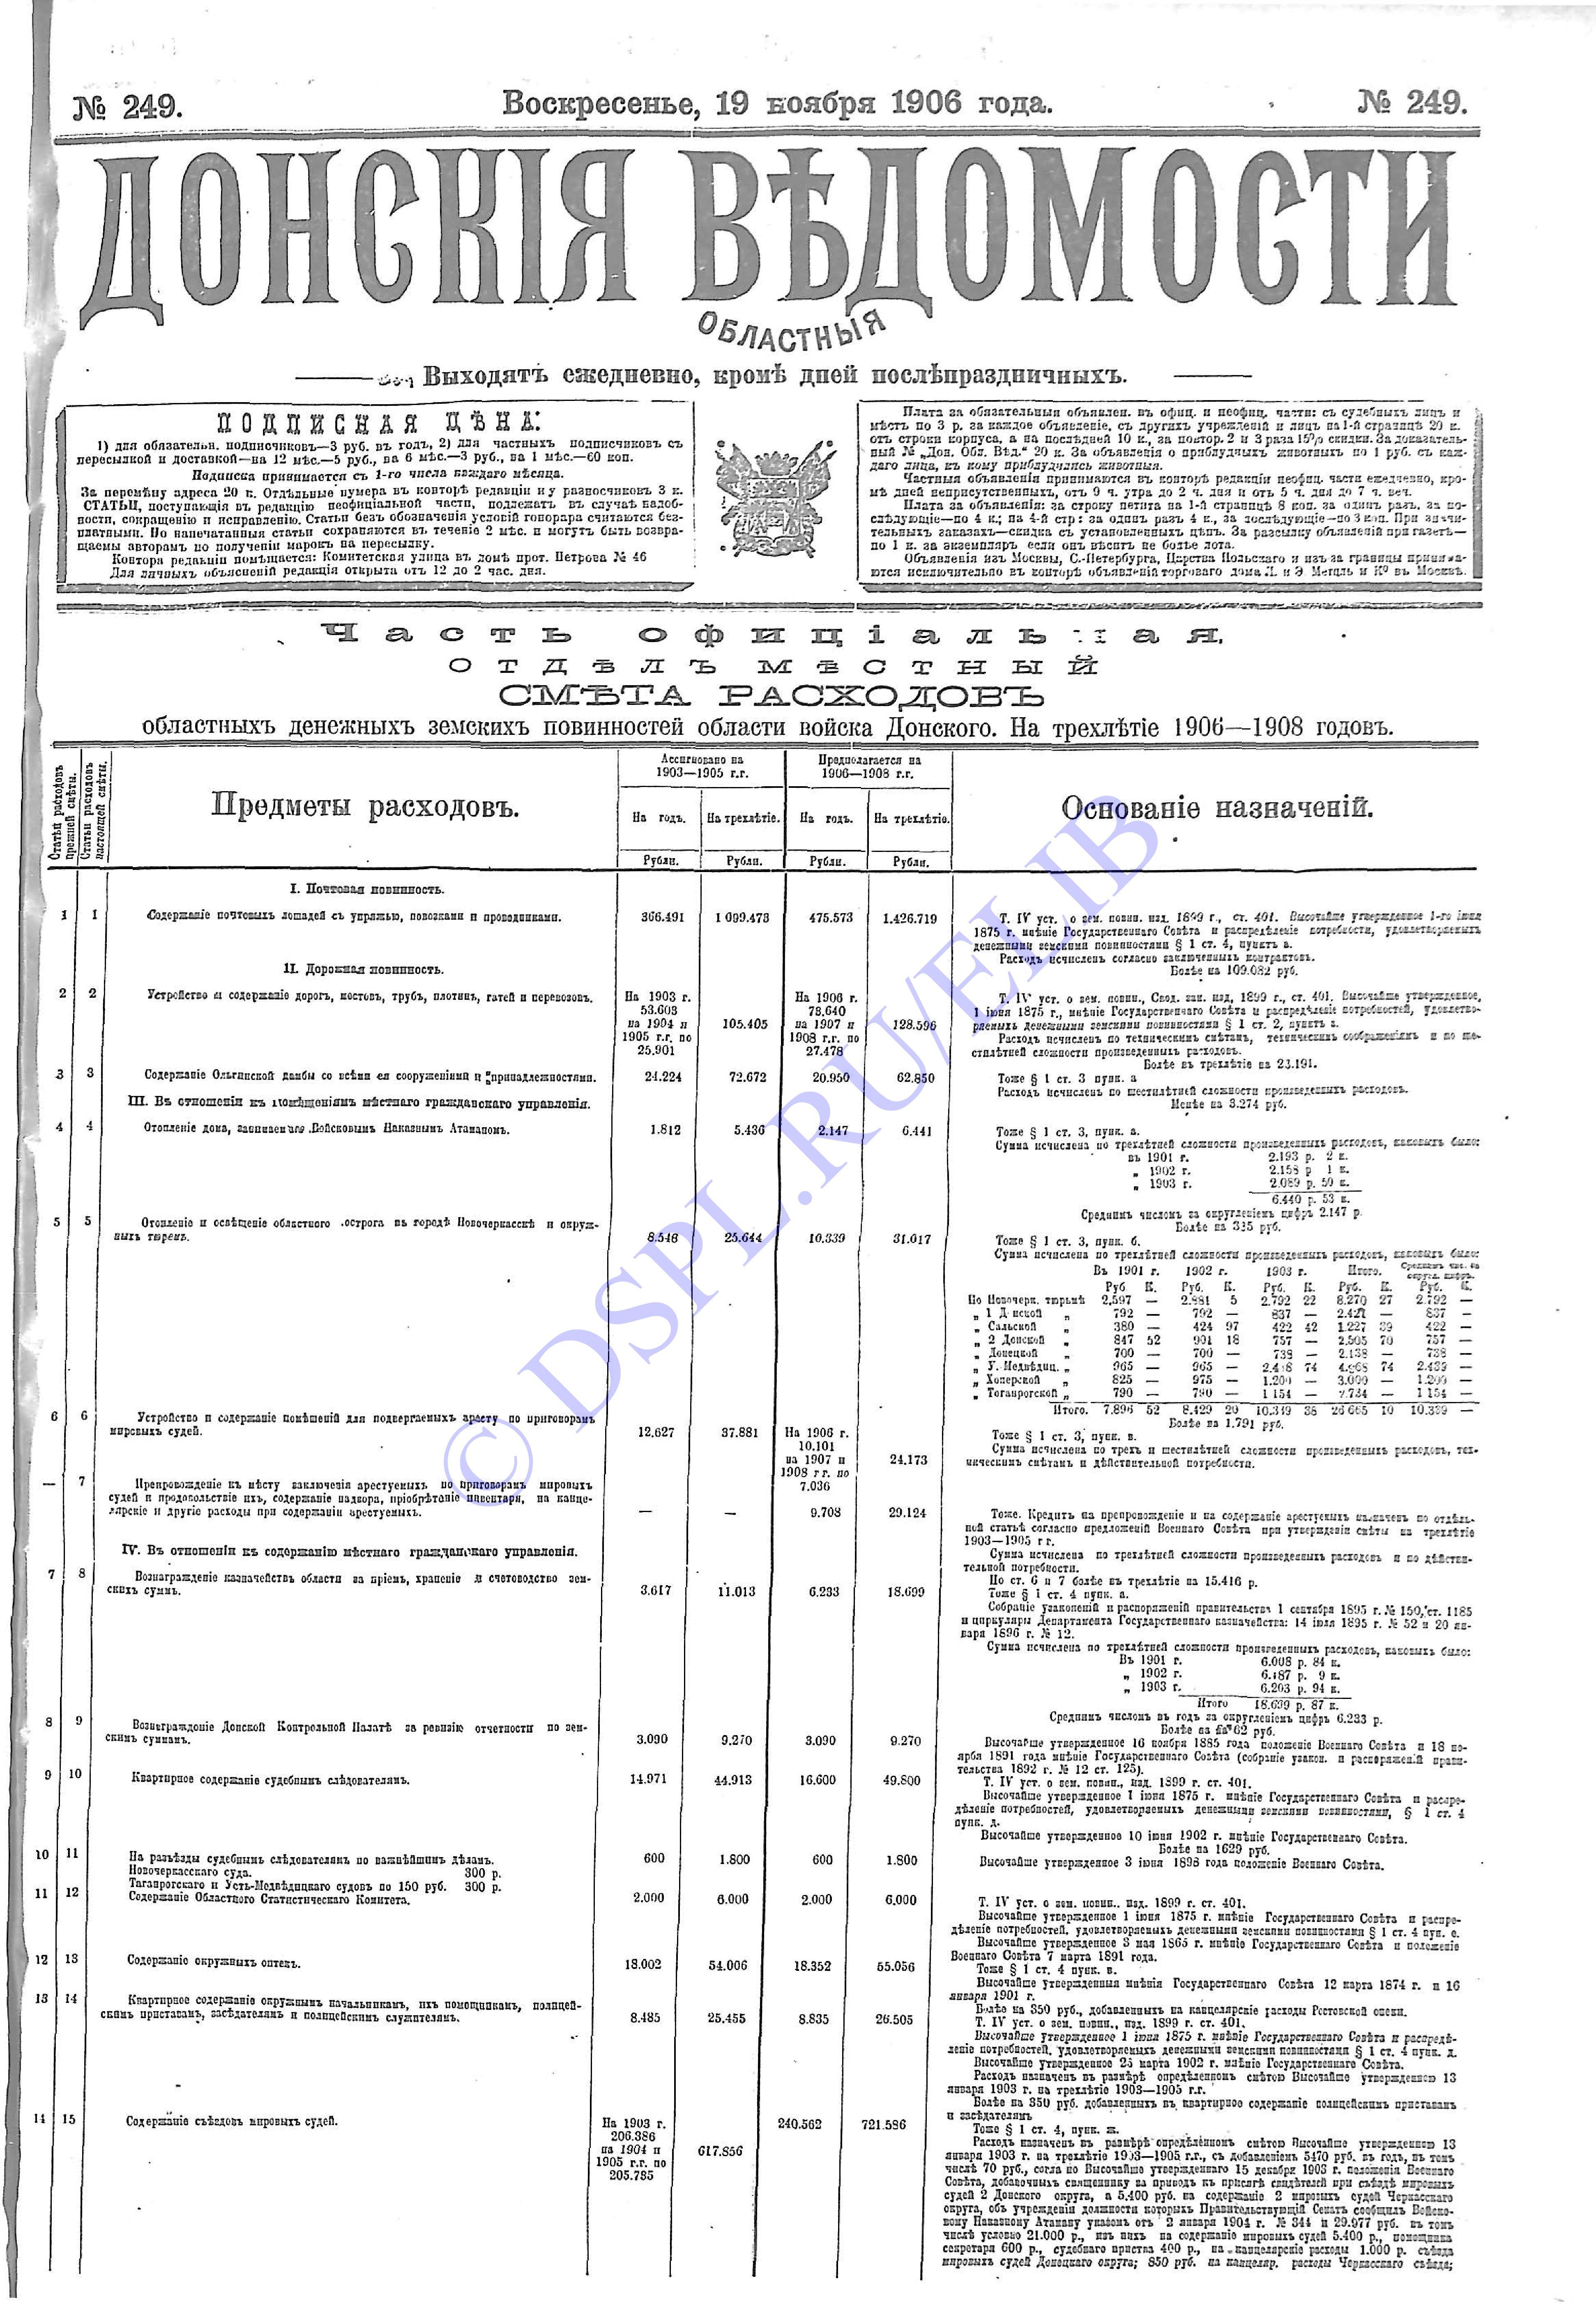 № 249.
Воскресенье, 19 ноября 1906 года.
№ 249.
ДОНСКІЯ ВѢДОМОСТИ
ОБЛАСТНЫЯ
Выходятъ ежедневно, кромѣ дней послѣпраздничныхъ.
ПОДПИСНАЯ ЦѢНА:
1) для обязательн. подписчиковъ—3 руб. въ годъ, 2) для частныхъ подписчиковъ съ
пересылкой и доставкой—на 12 мѣс.—5 руб., на 6 мѣс.—3 руб., на 1 мѣс.—60 коп.
Подписка принимается съ 1-го числа каждаго мѣсяца.
За перемѣну адреса 20 к. Отдѣльные нумера въ конторѣ редакціи и у разносчиковъ 3 к.
СТАТЬИ, поступающія въ редакцію неофиціальной части, подлежатъ въ случаѣ надоб-
ности, сокращенію и исправленію. Статьи безъ обозначенія условій гонорара считаются без-
платными. Не напечатанныя статьи сохраняются въ теченіе 2 мѣс. и могутъ быть возвра-
щаемы авторамъ по полученіи марокъ на пересылку.
Контора редакціи помѣщается: Комитетская улица въ домѣ прот. Петрова № 46
Для личныхъ объясненій редакція открыта отъ 12 до 2 час. дня.
Плата за обязательныя объявлен. въ офиц. и неофиц. части: съ судебныхъ лицъ и
мѣстъ по 3 р. за каждое объявленіе, съ другихъ учрежденій и лицъ на 1-й страницѣ 20 к.
отъ строки корпуса, а на послѣдней 10 к., за повтор. 2 и 3 раза 15% скидки. За доказатель-
ный № „Дон. Обл. Вѣд.“ 20 к. За объявленія о приблудныхъ животныхъ по 1 руб. съ каж-
даго лица, къ кому приблудились животныя.
Частныя объявленія принимаются въ конторѣ редакціи неофиц. части ежедневно, кро-
мѣ дней неприсутственныхъ, отъ 9 ч. утра до 2 ч. дня и отъ 5 ч. дня до 7 ч. веч.
Плата за объявленія: за строку петита на 1-й страницѣ 8 коп. за одинъ разъ, за по-
слѣдующіе—по 4 к.; на 4-й стр: за одинъ разъ 4 к., за послѣдующіе—по 3 коп. При значи-
тельныхъ заказахъ—скидка съ установленныхъ цѣнъ. За разсылку объявленій при газетѣ—
по 1 к. за экземпляръ если онъ вѣситъ не болѣе лота.
Объявленія изъ Москвы, С.-Петербурга, Царства Польскаго и изъ за границы принима-
ются исключительно въ конторѣ объявленій торговаго дома Л. и Э. Метцль и К⁰ въ Москвѣ.
Часть офиціальная.
ОТДѢЛЪ МѢСТНЫЙ
СМѢТА РАСХОДОВЪ
областныхъ денежныхъ земскихъ повинностей области войска Донского. На трехлѣтіе 1906—1908 годовъ.
Статьи расходовъ прежней смѣты.
Статьи расходовъ настоящей смѣты.
Предметы расходовъ.
Ассигновано на 1903—1905 г.г.
Предполагается на 1906—1908 г.г.
На годъ. На трехлѣтіе. На годъ. На трехлѣтіе.
Рубли. Рубли. Рубли. Рубли.
Основаніе назначеній.
I. Почтовая повинность.
1 1 Содержаніе почтовыхъ лошадей съ упряжью, повозками и проводниками. 366.491 1 099.473 475.573 1.426.719
Т. IV уст. о зем. повин. изд. 1899 г., ст. 401. Высочайше утвержденное 1-го іюня
1875 г. мнѣніе Государственнаго Совѣта и распредѣленіе потребности, удовлетворяемыхъ
денежными земскими повинностями § 1 ст. 4, пунктъ а.
Расходъ исчисленъ согласно заключенныхъ контрактовъ.
Болѣе на 109.082 руб.
II. Дорожная повинность.
2 2 Устройство и содержаніе дорогъ, мостовъ, трубъ, плотинъ, гатей и перевозовъ.
На 1903 г.
53.603
на 1904 и
1905 г.г. по
25.901
105.405
На 1906 г.
73.640
на 1907 и
1908 г.г. по
27.478
128.596
Т. IV уст. о зем. повин., Свод. зак. изд, 1899 г., ст. 401. Высочайше утвержденное,
1 іюня 1875 г., мнѣніе Государственнаго Совѣта и распредѣленіе потребностей, удовлетво-
ряемыхъ денежными земскими повинностями § 1 ст. 2, пунктъ а.
Расходъ исчисленъ по техническимъ смѣтамъ, техническимъ соображеніямъ и по ше-
стилѣтней сложности произведенныхъ расходовъ.
Болѣе въ трехлѣтіе на 23.191.
3 3 Содержаніе Ольгинской дамбы со всѣми ея сооруженіями и принадлежностями. 24.224 72.672 20.950 62.850
Тоже § 1 ст. 3 пунк. а
Расходъ исчисленъ по шестилѣтней сложности произведенныхъ расходовъ.
Менѣе на 3.274 руб.
III. Въ отношеніи къ помѣщеніямъ мѣстнаго гражданскаго управленія.
4 4 Отопленіе дома, занимаемаго Войсковымъ Наказнымъ Атаманомъ. 1.812 5.436 2.147 6.441
Тоже § 1 ст. 3, пунк. а.
Сумма исчислена по трехлѣтней сложности произведенныхъ расходовъ, каковыхъ было:
въ 1901 г. 2.193 р. 2 к.
„ 1902 г. 2.158 р 1 к.
„ 1903 г. 2.089 р. 50 к.
6.440 р. 53 к.
Среднимъ числомъ за округленіемъ цифръ 2.147 р.
Болѣе на 335 руб.
5 5 Отопленіе и освѣщеніе областного острога въ городѣ Новочеркасскѣ и окруж-
ныхъ тюремъ. 8.548 25.644 10.339 31.017
Тоже § 1 ст. 3, пунк. б.
Сумма исчислена по трехлѣтней сложности произведенныхъ расходовъ, каковыхъ было:
Въ 1901 г. 1902 г. 1903 г. Итого. Среднимъ чис. за округл. цифръ.
Руб К. Руб. К. Руб. К. Руб. К. Руб. К.
По Новочерк. тюрьмѣ 2.597 — 2.881 5 2.792 22 8.270 27 2.792 —
„ 1 Донской „ 792 — 792 — 837 — 2.421 — 837 —
„ Сальской „ 380 — 424 97 422 42 1.227 39 422 —
„ 2 Донской „ 847 52 901 18 757 — 2.505 70 757 —
„ Донецкой „ 700 — 700 — 738 — 2.138 — 738 —
„ У.-Медвѣдиц. „ 965 — 965 — 2.438 74 4.368 74 2.439 —
„ Хоперской „ 825 — 975 — 1.200 — 3.000 — 1.200 —
„ Таганрогской „ 790 — 790 — 1 154 — 2.734 — 1 154 —
Итого. 7.896 52 8.429 20 10.339 38 26 665 10 10.339 —
Болѣе на 1.791 руб.
6 6 Устройство и содержаніе помѣщеній для подвергаемыхъ аресту по приговорамъ
мировыхъ судей. 12.627 37.881
На 1906 г.
10.101
на 1907 и
1908 г г. по
7.036
24.173
Тоже § 1 ст. 3, пунк. в.
Сумма исчислена по трехъ и шестилѣтней сложности произведенныхъ расходовъ, тех-
ническимъ смѣтамъ и дѣйствительной потребности.
— 7 Препровожденіе къ мѣсту заключенія арестуемыхъ по приговорамъ мировыхъ
судей и продовольствіе ихъ, содержаніе надзора, пріобрѣтаніе инвентаря, на канце-
лярскіе и другіе расходы при содержаніи арестуемыхъ. — — 9.708 29.124
Тоже. Кредитъ на препровожденіе и на содержаніе арестуемыхъ назначенъ по отдѣль-
ной статьѣ согласно предложеній Военнаго Совѣта при утвержденіи смѣты на трехлѣтіе
1903—1905 г г.
Сумма исчислена по трехлѣтней сложности произведенныхъ расходовъ и по дѣйстви-
тельной потребности.
По ст. 6 и 7 болѣе въ трехлѣтіе на 15.416 р.
IV. Въ отношеніи къ содержанію мѣстнаго гражданскаго управленія.
7 8 Вознагражденіе казначействъ области за пріемъ, храненіе и счетоводство зем-
скихъ суммъ. 3.617 11.013 6.233 18.699
Тоже § 1 ст. 4 пунк. а.
Собраніе узаконеній и распоряженій правительства 1 сентября 1895 г. № 150, ст. 1185
и циркуляры Департамента Государственнаго казначейства: 14 іюля 1895 г. № 52 и 20 ян-
варя 1896 г. № 12.
Сумма исчислена по трехлѣтней сложности произведенныхъ расходовъ, каковыхъ было:
Въ 1901 г. 6.008 р. 84 к.
„ 1902 г. 6.487 р. 9 к.
„ 1903 г. 6.203 р. 94 к.
Итого 18.699 р. 87 к.
Среднимъ числомъ въ годъ за округленіемъ цифръ 6.233 р.
8 9 Вознагражденіе Донской Контрольной Палатѣ за ревизію отчетности по зем-
скимъ суммамъ. 3.090 9.270 3.090 9.270
Высочайше утвержденное 16 ноября 1885 года положеніе Военнаго Совѣта и 18 но-
ября 1891 года мнѣніе Государственнаго Совѣта (собраніе узакон. и распоряженій прави-
тельства 1892 г. № 12 ст. 125).
9 10 Квартирное содержаніе судебнымъ слѣдователямъ. 14.971 44.913 16.600 49.800
Т. IV уст. о зем. повин., изд. 1899 г. ст. 401.
Высочайше утвержденное 1 іюня 1875 г. мнѣніе Государственнаго Совѣта и распре-
дѣленіе потребностей, удовлетворяемыхъ денежными земскими повинностями, § 1 ст. 4
пунк. д.
Высочайше утвержденное 10 іюня 1902 г. мнѣніе Государственнаго Совѣта.
Болѣе на 1629 руб.
10 11 На разъѣзды судебнымъ слѣдователямъ по важнѣйшимъ дѣламъ. 600 1.800 600 1.800
Новочеркасскаго суда. 300 р.
Таганрогскаго и Усть-Медвѣдицкаго судовъ по 150 руб. 300 р.
Высочайше утвержденное 3 іюня 1898 года положеніе Военнаго Совѣта.
11 12 Содержаніе Областного Статистическаго Комитета. 2.000 6.000 2.000 6.000
Т. IV уст. о зем. повин.. изд. 1899 г. ст. 401.
Высочайше утвержденное 1 іюня 1875 г. мнѣніе Государственнаго Совѣта и распре-
дѣленіе потребностей, удовлетворяемыхъ денежными земскими повинностями § 1 ст. 4 пун. е.
Высочайше утвержденное 3 мая 1865 г. мнѣніе Государственнаго Совѣта и положеніе
Военнаго Совѣта 7 марта 1891 года.
12 13 Содержаніе окружныхъ опекъ. 18.002 54.006 18.352 55.056
Тоже § 1 ст. 4 пунк. в.
Высочайше утвержденныя мнѣнія Государственнаго Совѣта 12 марта 1874 г. и 16
января 1901 г.
Болѣе на 350 руб., добавленныхъ на канцелярскіе расходы Ростовской опеки.
13 14 Квартирное содержаніе окружнымъ начальникамъ, ихъ помощникамъ, полицей-
скимъ приставамъ, засѣдателямъ и полицейскимъ служителямъ. 8.485 25.455 8.835 26.505
Т. IV уст. о зем. повин., изд. 1899 г. ст. 401.
Высочайше утвержденное 1 іюня 1875 г. мнѣніе Государственнаго Совѣта и распредѣ-
леніе потребностей, удовлетворяемыхъ денежными земскими повинностями § 1 ст. 4 пунк. д.
Высочайше утвержденное 23 марта 1902 г. мнѣніе Государственнаго Совѣта.
Расходъ назначенъ въ размѣрѣ опредѣленномъ смѣтою Высочайше утвержденною 13
января 1903 г. на трехлѣтіе 1903—1905 г.г.
Болѣе на 350 руб. добавленныхъ въ квартирное содержаніе полицейскимъ приставамъ
и засѣдателямъ
14 15 Содержаніе съѣздовъ мировыхъ судей.
На 1903 г.
206.386
на 1904 и
1905 г.г. по
205.785
617.856
240.562 721.586
Тоже § 1 ст. 4, пунк. ж.
Расходъ назначенъ въ размѣрѣ опредѣленномъ смѣтою Высочайше утвержденною 13
января 1903 г. на трехлѣтіе 1903—1905 г.г., съ добавленіемъ 5470 руб. въ годъ, въ томъ
числѣ 70 руб., согласно Высочайше утвержденнаго 15 декабря 1903 г. положенія Военнаго
Совѣта, добавочныхъ священнику за приводъ къ присягѣ свидѣтелей при съѣздѣ мировыхъ
судей 2 Донского округа, а 5.400 руб. на содержаніе 2 мировыхъ судей Черкасскаго
округа, объ учрежденіи должности которыхъ Правительствующій Сенатъ сообщилъ Войско-
вому Наказному Атаману указомъ отъ 2 января 1904 г. № 344 и 29.977 руб. въ томъ
числѣ условно 21.000 р., изъ нихъ на содержаніе мировыхъ судей 5.400 р., помощника
секретаря 600 р., судебнаго пристава 400 р., на канцелярскіе расходы 1.000 р. съѣзда
мировыхъ судей Донецкаго округа; 850 руб. на канцеляр. расходы Черкасскаго съѣзда;
© DSPL.RU/ELIB